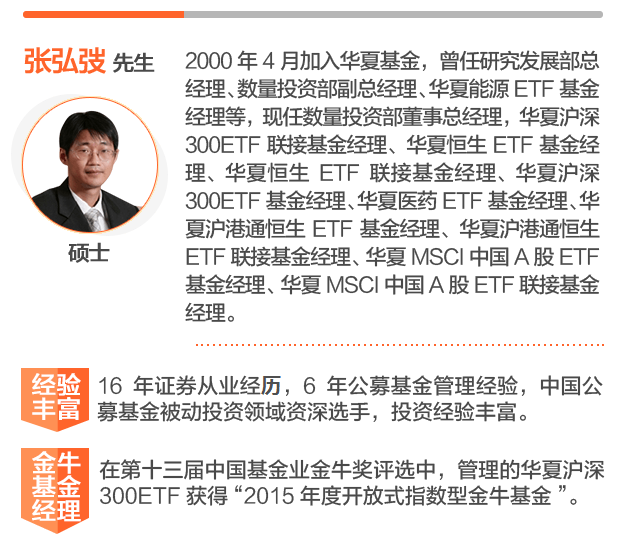 张弘弢 先生
硕士
2000 年 4 月加入华夏基金，曾任研究发展部总
经理、数量投资部副总经理、华夏能源 ETF 基金
经理等，现任数量投资部董事总经理，华夏沪深
300ETF 联接基金经理、华夏恒生 ETF 基金经
理、华夏恒生 ETF 联接基金经理、华夏沪深
300ETF 基金经理、华夏医药 ETF 基金经理、华
夏沪港通恒生 ETF 基金经理、华夏沪港通恒生
ETF 联接基金经理、华夏 MSCI 中国 A 股 ETF
基金经理、华夏 MSCI 中国 A 股 ETF 联接基金
经理。
经验
丰富
16 年证券从业经历，6 年公募基金管理经验，中国公
募基金被动投资领域资深选手，投资经验丰富。
金牛
基金
经理
在第十三届中国基金业金牛奖评选中，管理的华夏沪深
300ETF 获得“2015 年度开放式指数型金牛基金 ”。